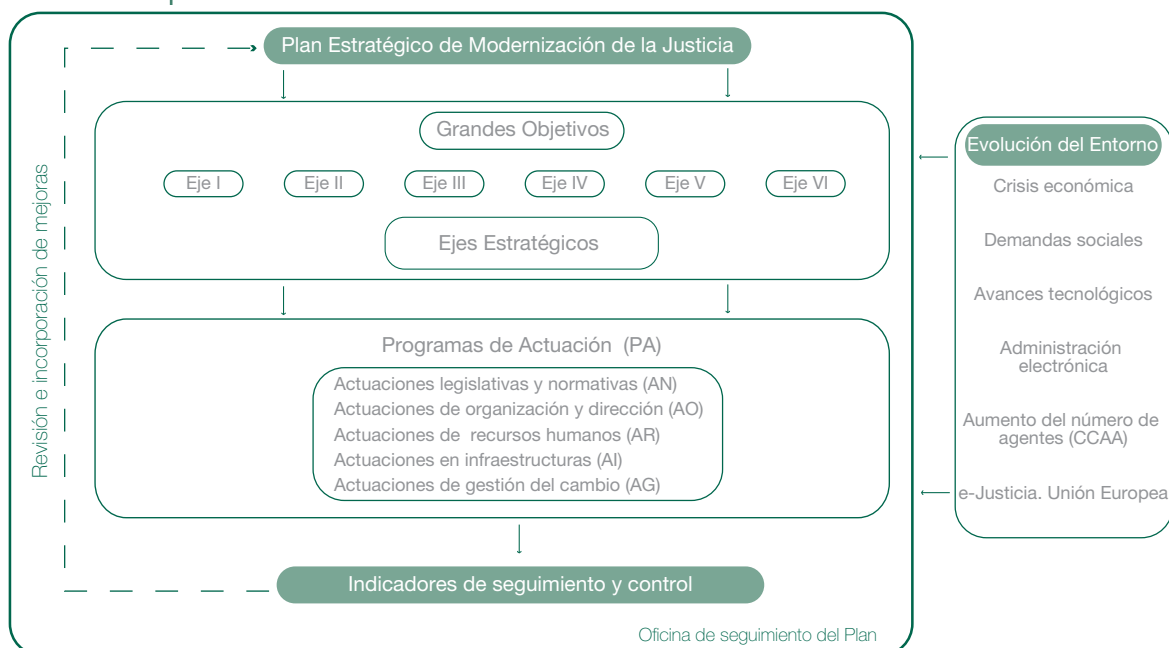 Plan Estratégico de Modernización de la Justicia
Grandes Objetivos
Eje I
Eje II
Eje III
Eje IV
Eje V
Eje VI
Ejes Estratégicos
Programas de Actuación (PA)
Actuaciones legislativas y normativas (AN)
Actuaciones de organización y dirección (AO)
Actuaciones de recursos humanos (AR)
Actuaciones en infraestructuras (AI)
Actuaciones de gestión del cambio (AG)
Indicadores de seguimiento y control
Oficina de seguimiento del Plan
Revisión e incorporación de mejoras
Evolución del Entorno
Crisis económica
Demandas sociales
Avances tecnológicos
Administración
electrónica
Aumento del número de
agentes (CCAA)
e-Justicia. Unión Europea